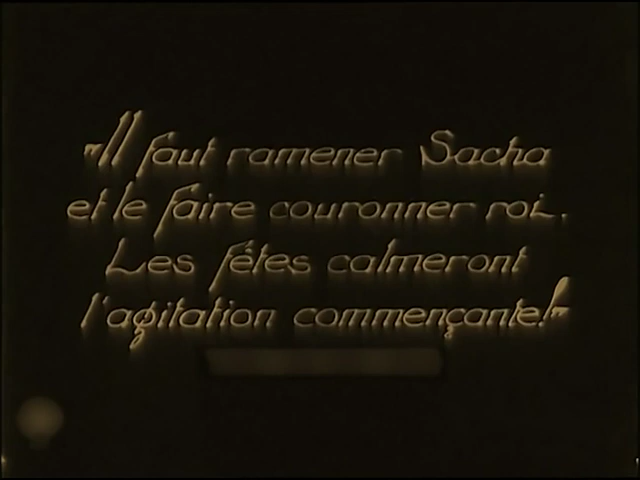 "Il faut ramener Sacha
et le faire couronner roi.
Les fêtes calmeront
l'agitation commençante!"